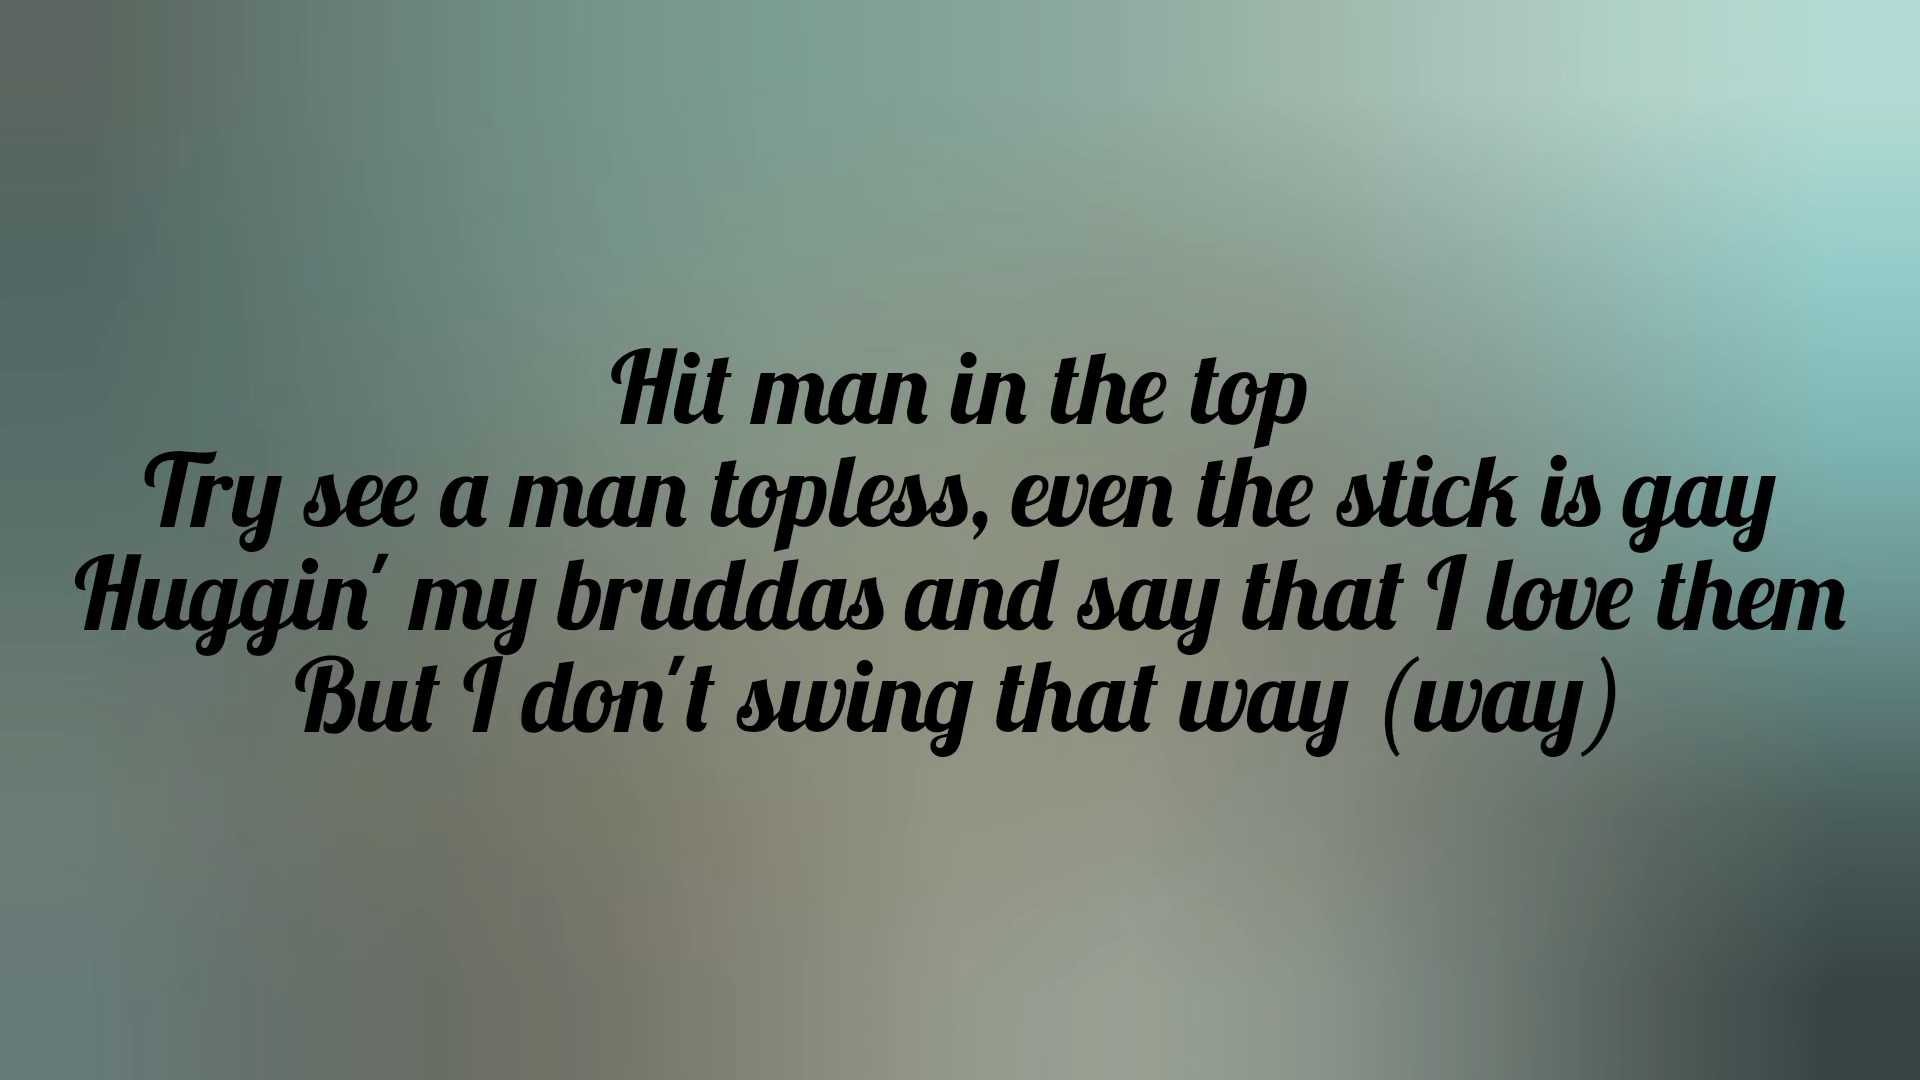 Hit man in the top
Try see a man topless, even the stick is gay
Huggin' my bruddas and say that I love them
But I don't swing that way (way)